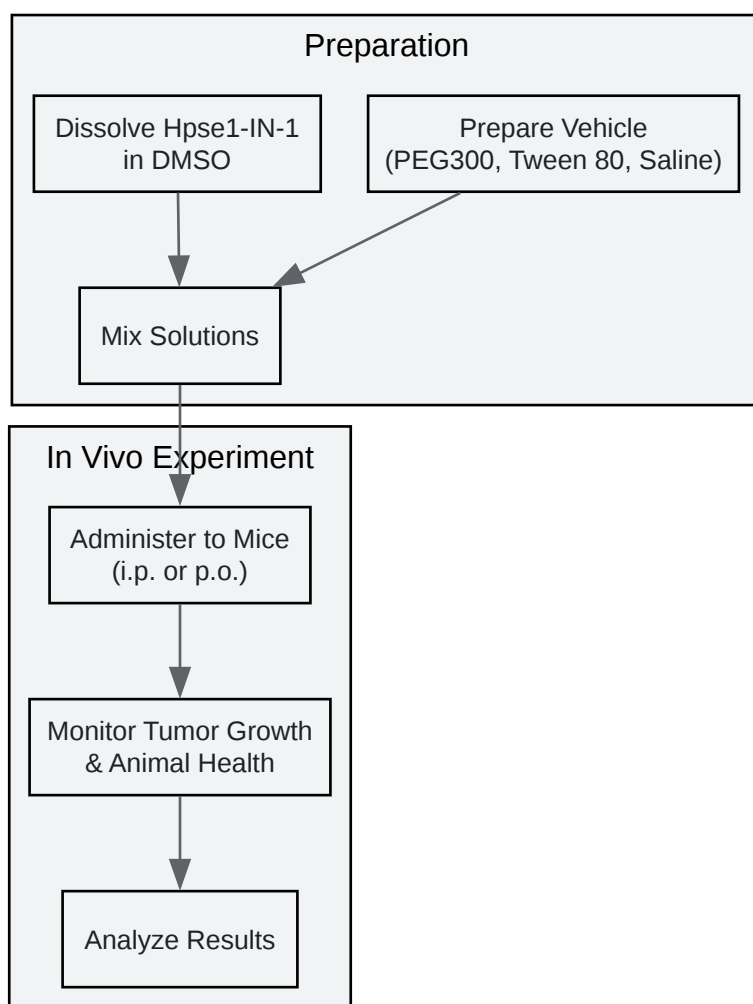 Preparation
Dissolve Hpse1-IN-1
in DMSO
Prepare Vehicle
(PEG300, Tween 80, Saline)
Mix Solutions
In Vivo Experiment
Administer to Mice
(i.p. or p.o.)
Monitor Tumor Growth
& Animal Health
Analyze Results